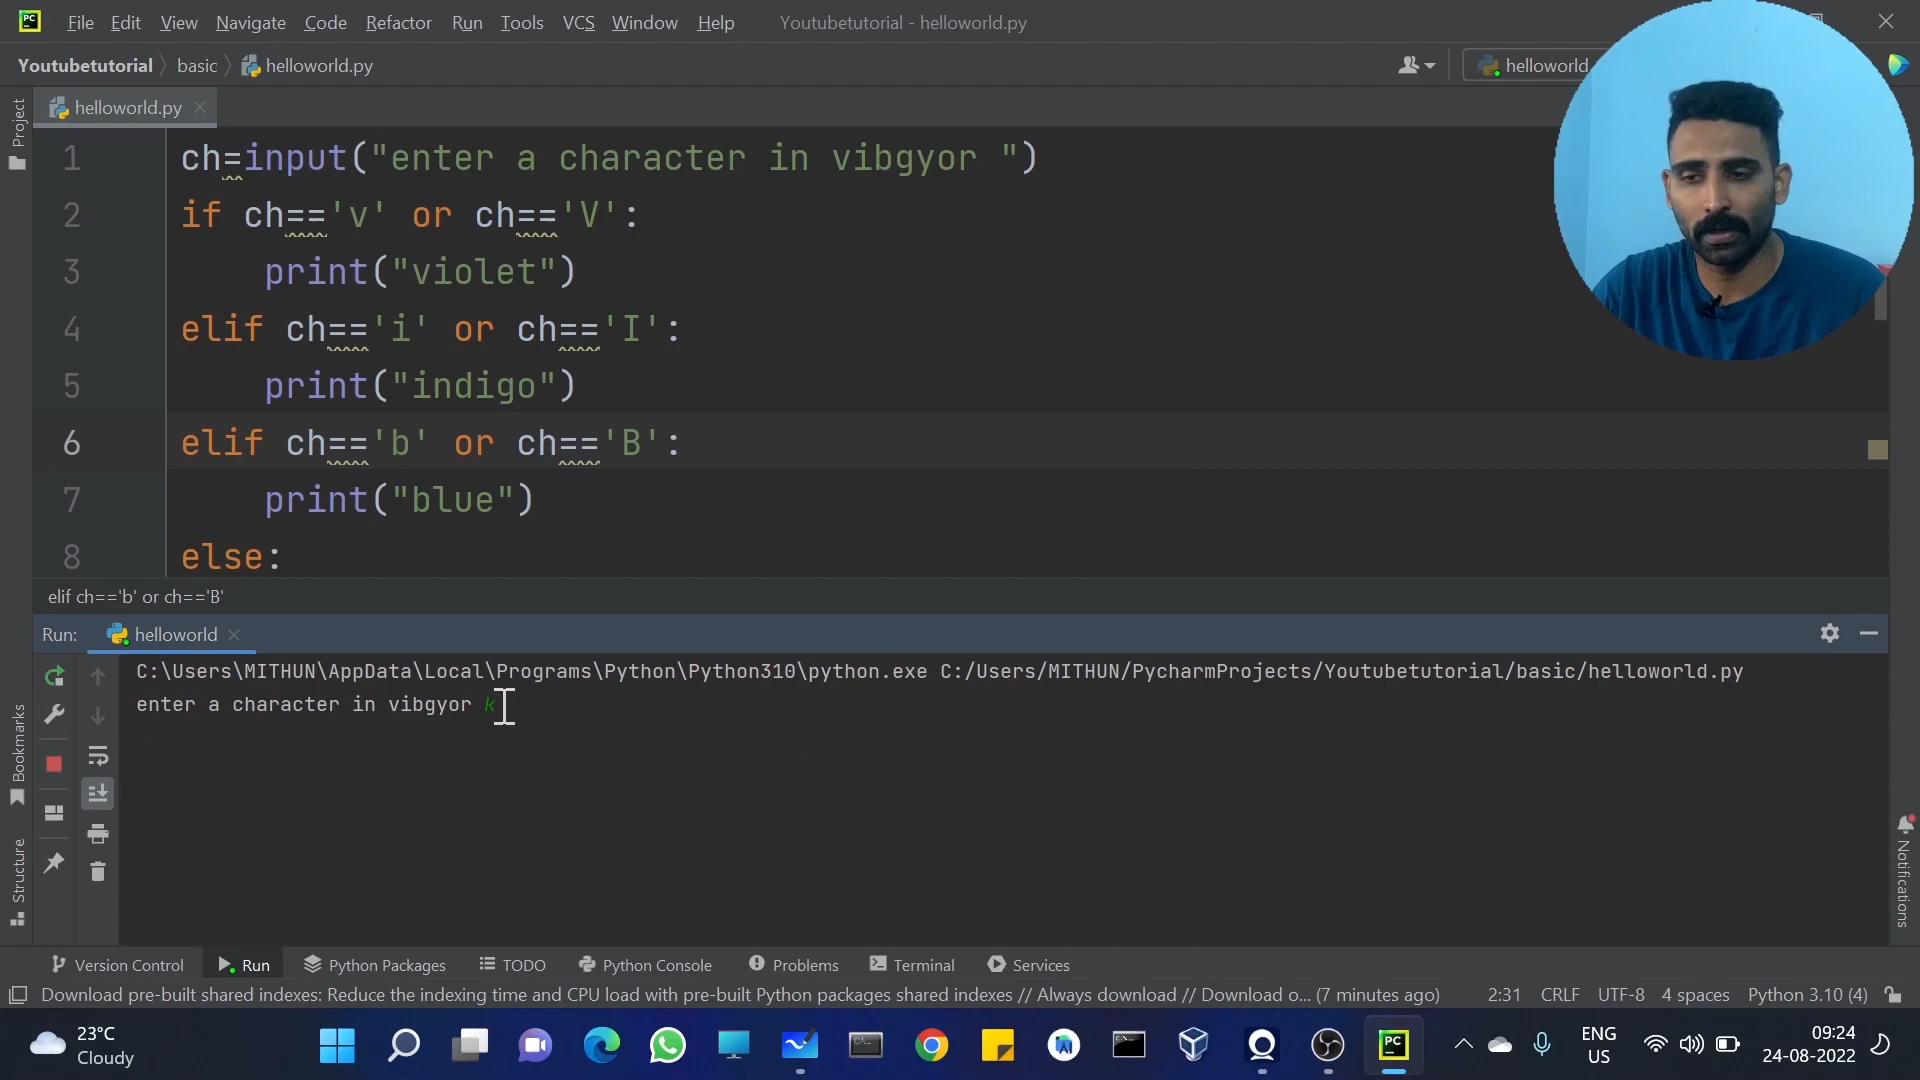 File Edit View Navigate Code Refactor Run Tools VCS Window Help Youtubetutorial - helloworld.py
Youtubetutorial basic helloworld.py helloworld
Project
helloworld.py
1 ch=input("enter a character in vibgyor ")
2 if ch=='v' or ch=='V':
3 print("violet")
4 elif ch=='i' or ch=='I':
5 print("indigo")
6 elif ch=='b' or ch=='B':
7 print("blue")
8 else:
elif ch=='b' or ch=='B'
Run: helloworld
C:\Users\MITHUN\AppData\Local\Programs\Python\Python310\python.exe C:/Users/MITHUN/PycharmProjects/Youtubetutorial/basic/helloworld.py
enter a character in vibgyor k
Bookmarks
Structure
Notifications
Version Control Run Python Packages TODO Python Console Problems Terminal Services
Download pre-built shared indexes: Reduce the indexing time and CPU load with pre-built Python packages shared indexes // Always download // Download o... (7 minutes ago) 2:31 CRLF UTF-8 4 spaces Python 3.10 (4)
23°C
Cloudy
PC
ENG
US
09:24
24-08-2022